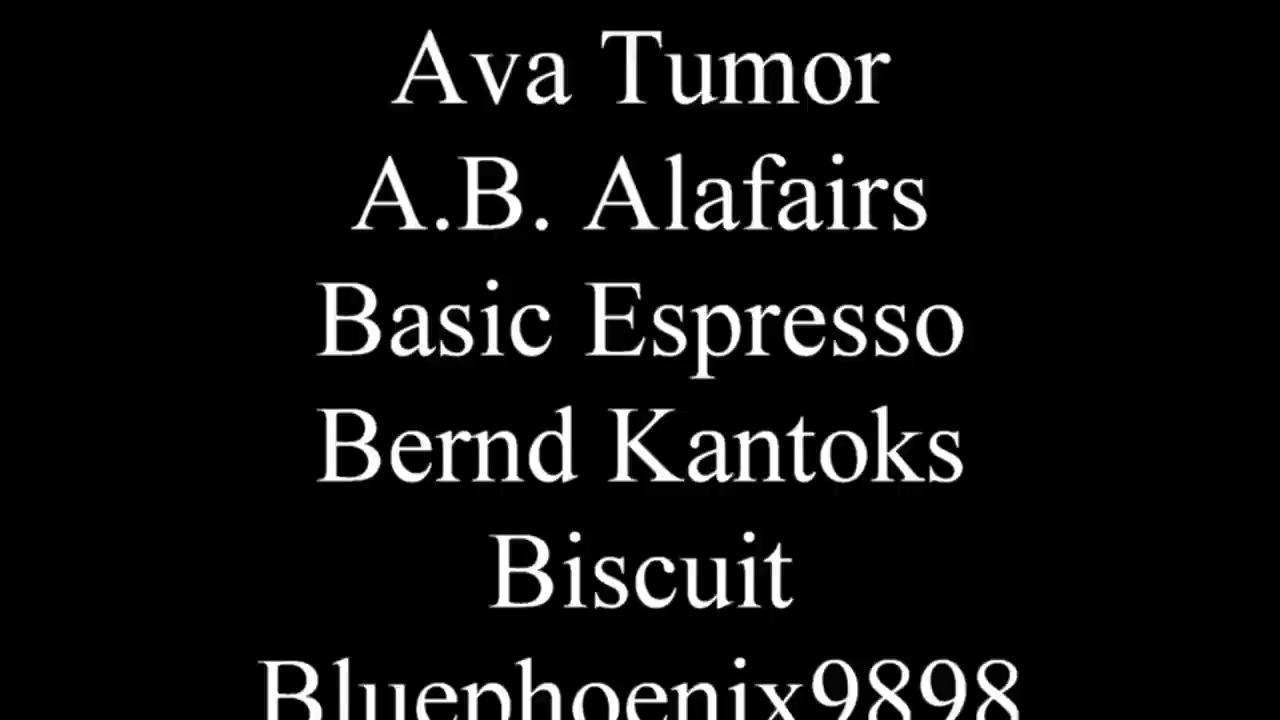 Ava Tumor
A.B. Alafairs
Basic Espresso
Bernd Kantoks
Biscuit
Bluephoenix9898